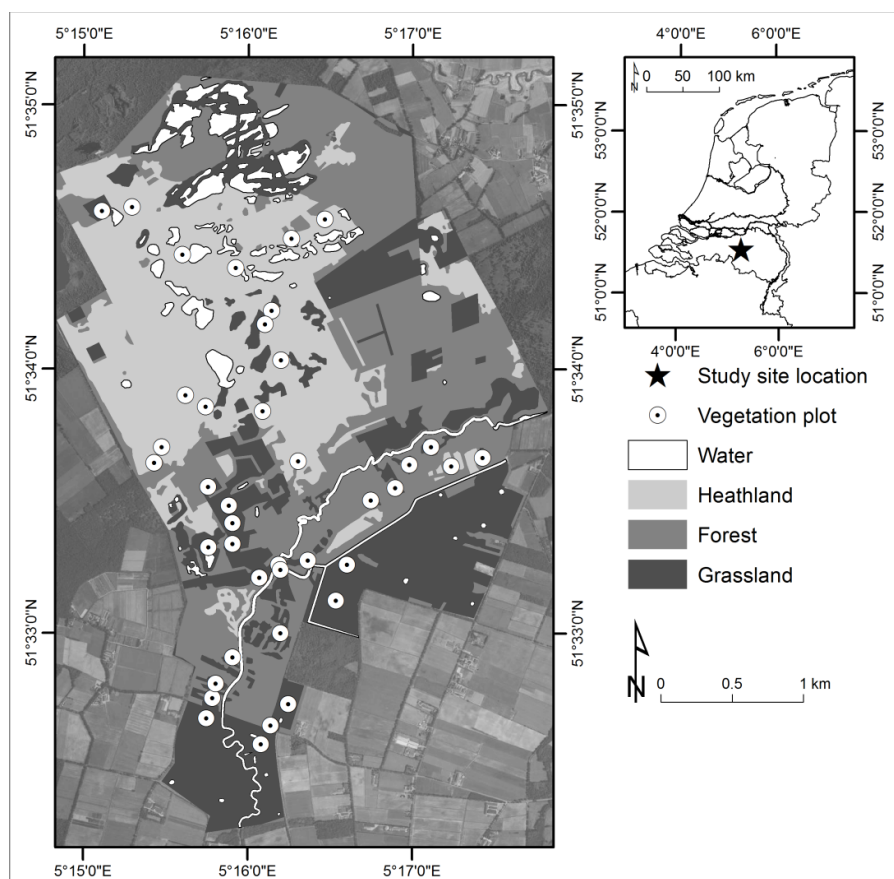 5°15'0"E 5°16'0"E 5°17'0"E
51°35'0"N
51°35'0"N
51°34'0"N
51°34'0"N
51°33'0"N
51°33'0"N
5°15'0"E 5°16'0"E 5°17'0"E
4°0'0"E 6°0'0"E
N
0 50 100 km
53°0'0"N
53°0'0"N
52°0'0"N
52°0'0"N
51°0'0"N
51°0'0"N
4°0'0"E 6°0'0"E
Study site location
Vegetation plot
Water
Heathland
Forest
Grassland
N
0 0.5 1 km